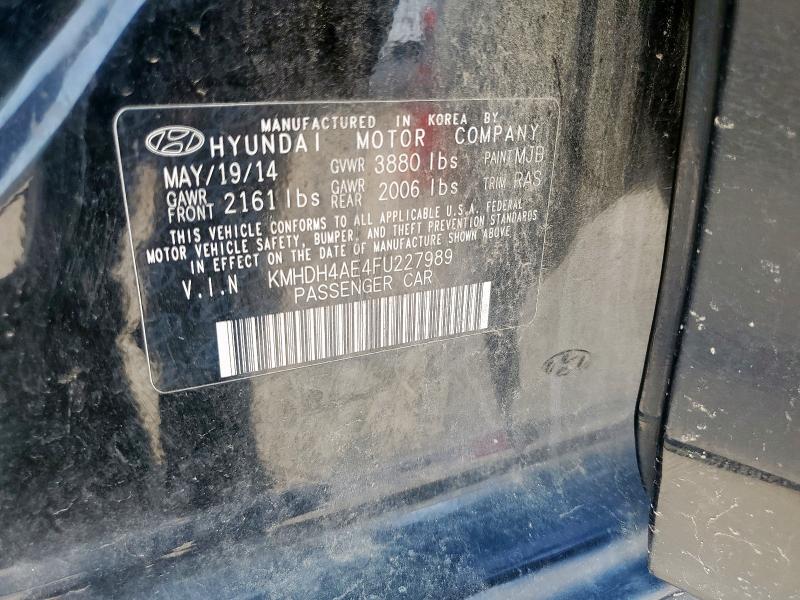 MANUFACTURED IN KOREA BY
HYUNDAI MOTOR COMPANY
MAY/19/14 GVWR 3880 lbs PAINT MJB
GAWR FRONT 2161 lbs GAWR REAR 2006 lbs TRIM RAS
THIS VEHICLE CONFORMS TO ALL APPLICABLE U.S.A. FEDERAL
MOTOR VEHICLE SAFETY, BUMPER, AND THEFT PREVENTION STANDARDS
IN EFFECT ON THE DATE OF MANUFACTURE SHOWN ABOVE
V.I.N KMHDH4AE4FU227989
PASSENGER CAR